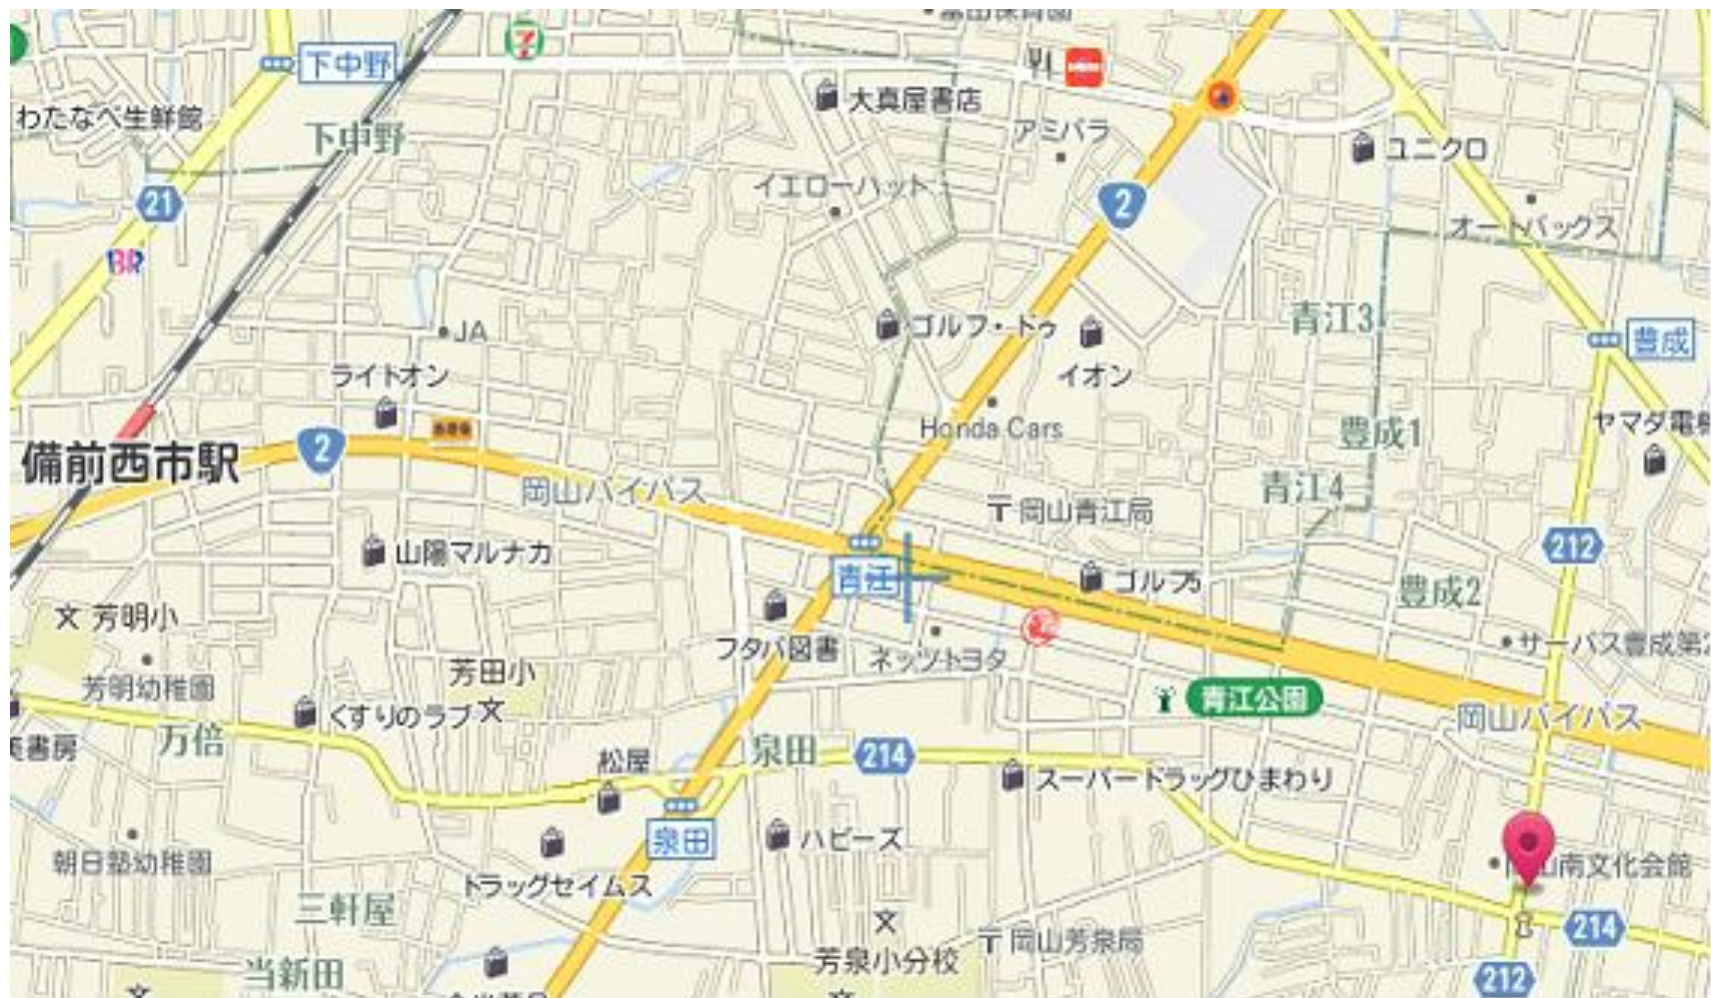 下中野
7
大真屋書店
わたなべ生鮮館
下中野
アミパラ
ユニクロ
21
イエローハット
2
オートバックス
BR
ゴルフ・ドゥ
青江3
JA
豊成
ライトオン
イオン
Honda Cars
豊成1
ヤマダ電
備前西市駅
2
岡山バイパス
青江4
岡山青江局
212
山陽マルナカ
青江
ゴルフ5
豊成2
芳明小
フタバ図書
ネッツトヨタ
サーパス豊成第2
芳田小
芳明幼稚園
青江公園
くすりのラブ
岡山バイパス
万倍
書房
泉田
214
松屋
スーパードラッグひまわり
泉田
ハピーズ
朝日塾幼稚園
山南文化会館
ドラッグセイムス
三軒屋
214
岡山芳泉局
芳泉小分校
当新田
212